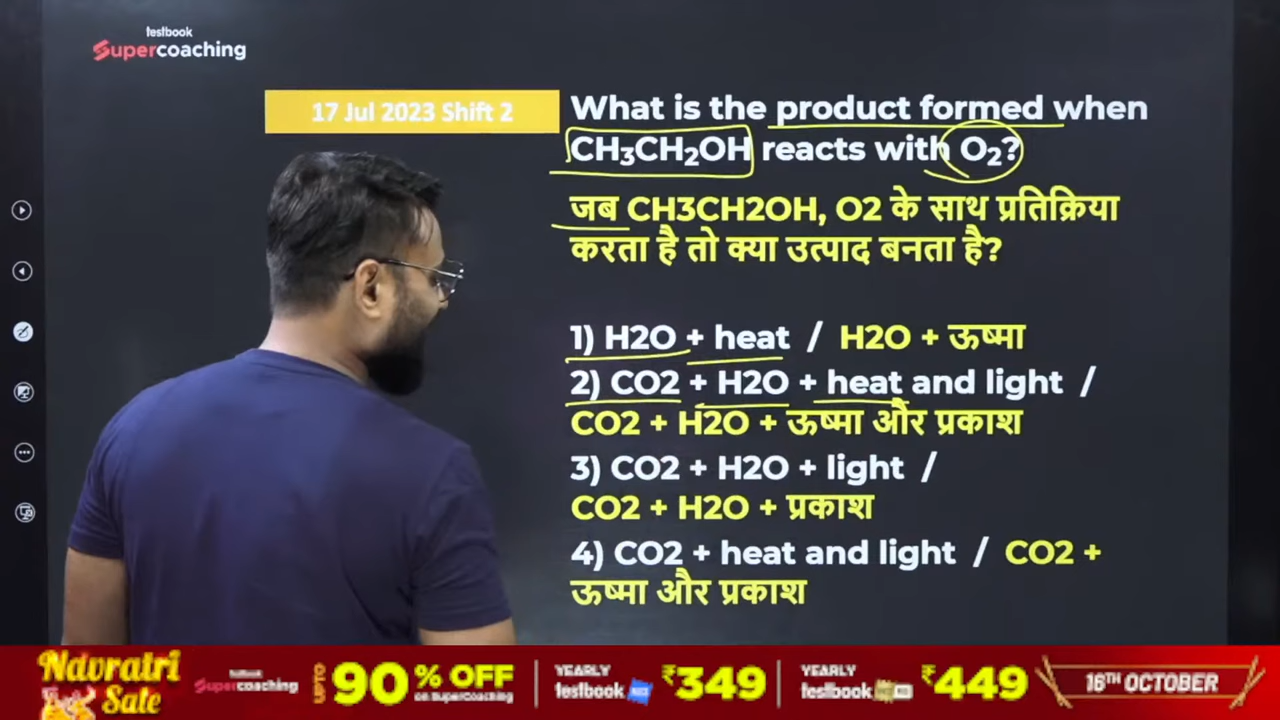 testbook
Supercoaching
17 Jul 2023 Shift 2
What is the product formed when
CH₃CH₂OH reacts with O₂?
जब CH3CH2OH, O2 के साथ प्रतिक्रिया
करता है तो क्या उत्पाद बनता है?
1) H2O + heat / H2O + ऊष्मा
2) CO2 + H2O + heat and light /
CO2 + H2O + ऊष्मा और प्रकाश
3) CO2 + H2O + light /
CO2 + H2O + प्रकाश
4) CO2 + heat and light / CO2 +
ऊष्मा और प्रकाश
Navratri
Sale
testbook
Supercoaching
UPTO
90% OFF
on SuperCoaching
YEARLY
testbook
₹349
YEARLY
testbook
₹449
16TH OCTOBER